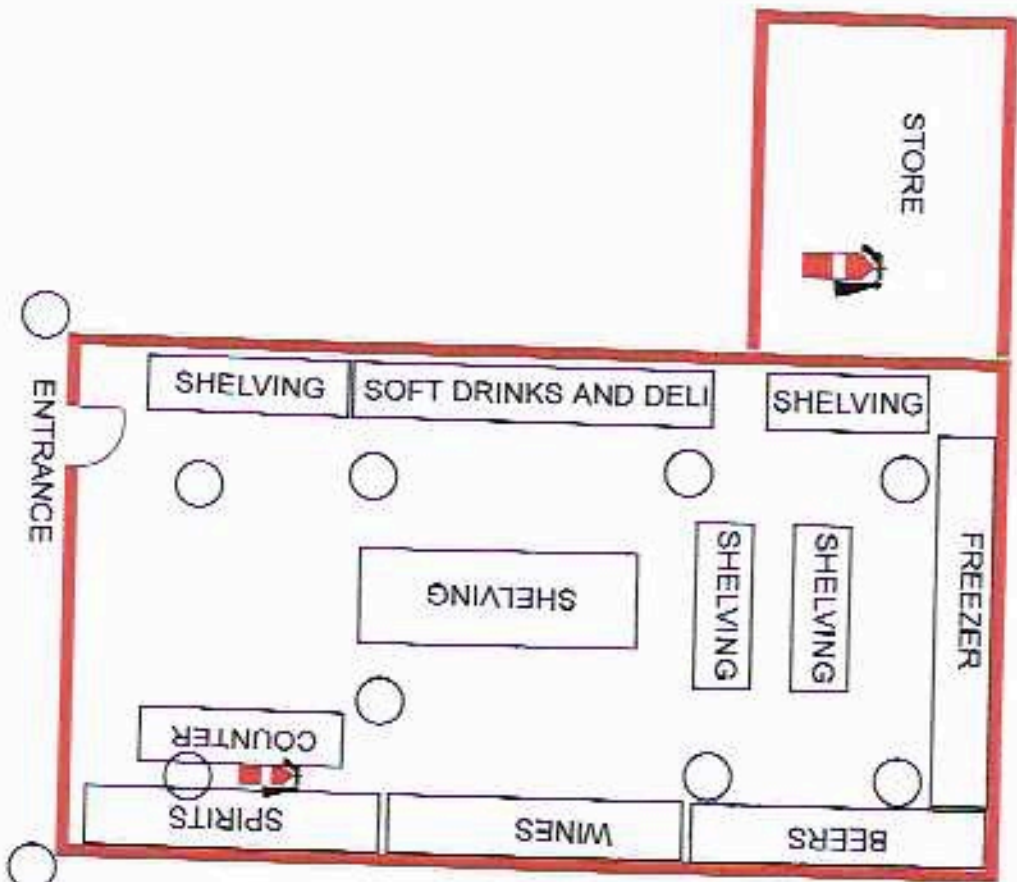 STORE
ENTRANCE
SHELVING
SOFT DRINKS AND DELI
SHELVING
SHELVING
SHELVING
SHELVING
FREEZER
COUNTER
SPIRITS
WINES
BEERS